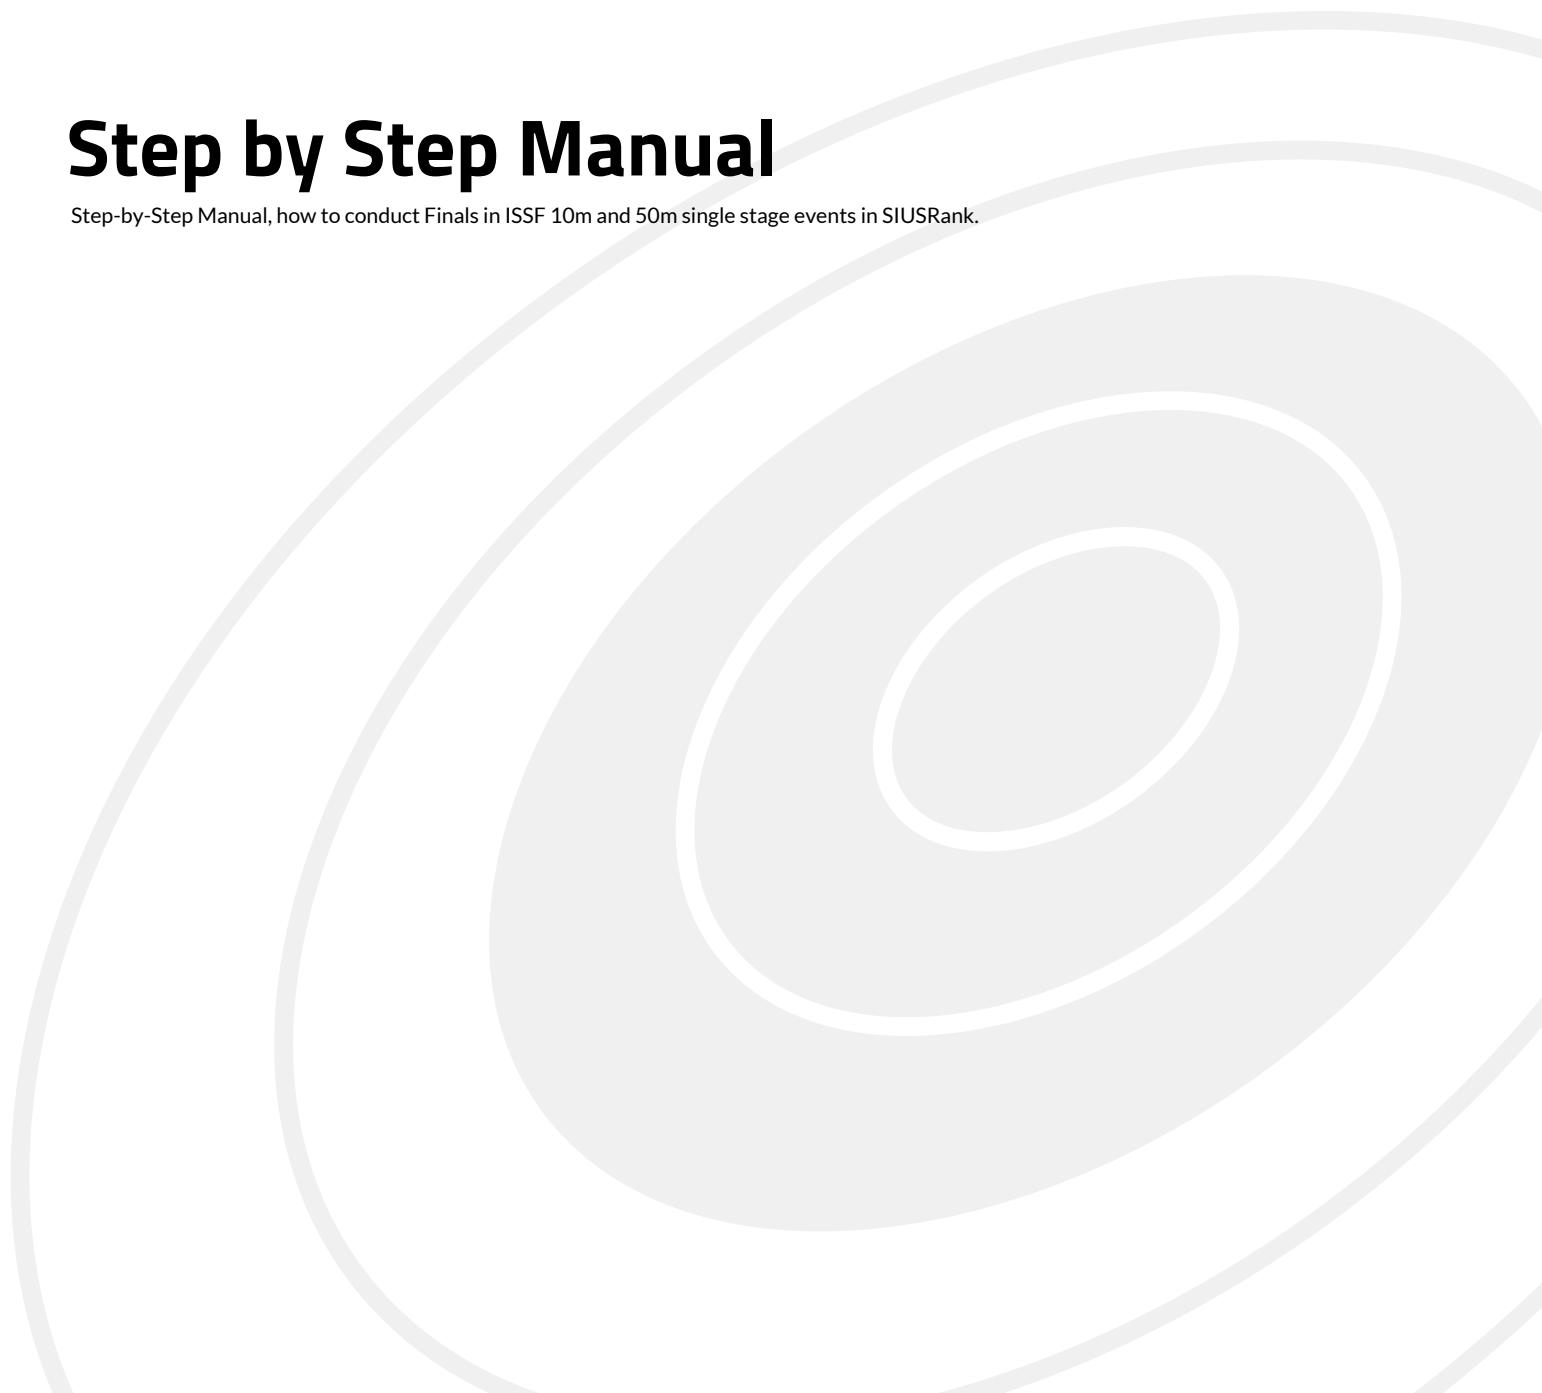 Step by Step Manual
Step-by-Step Manual, how to conduct Finals in ISSF 10m and 50m single stage events in SIUSRank.